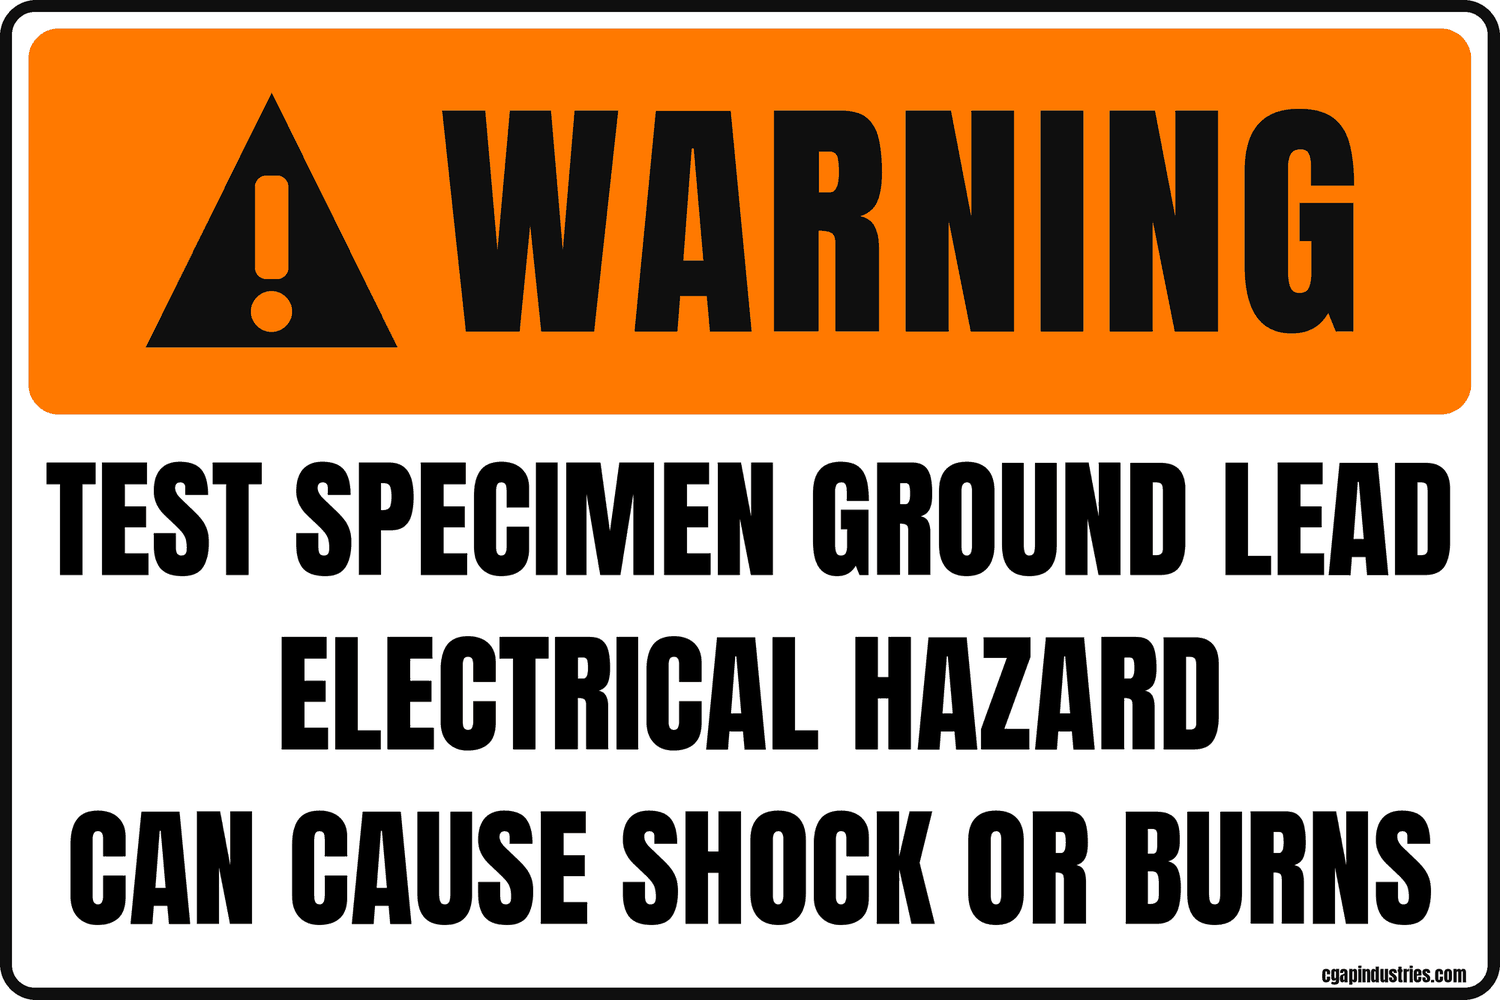 WARNING
TEST SPECIMEN GROUND LEAD
ELECTRICAL HAZARD
CAN CAUSE SHOCK OR BURNS
cgapindustries.com